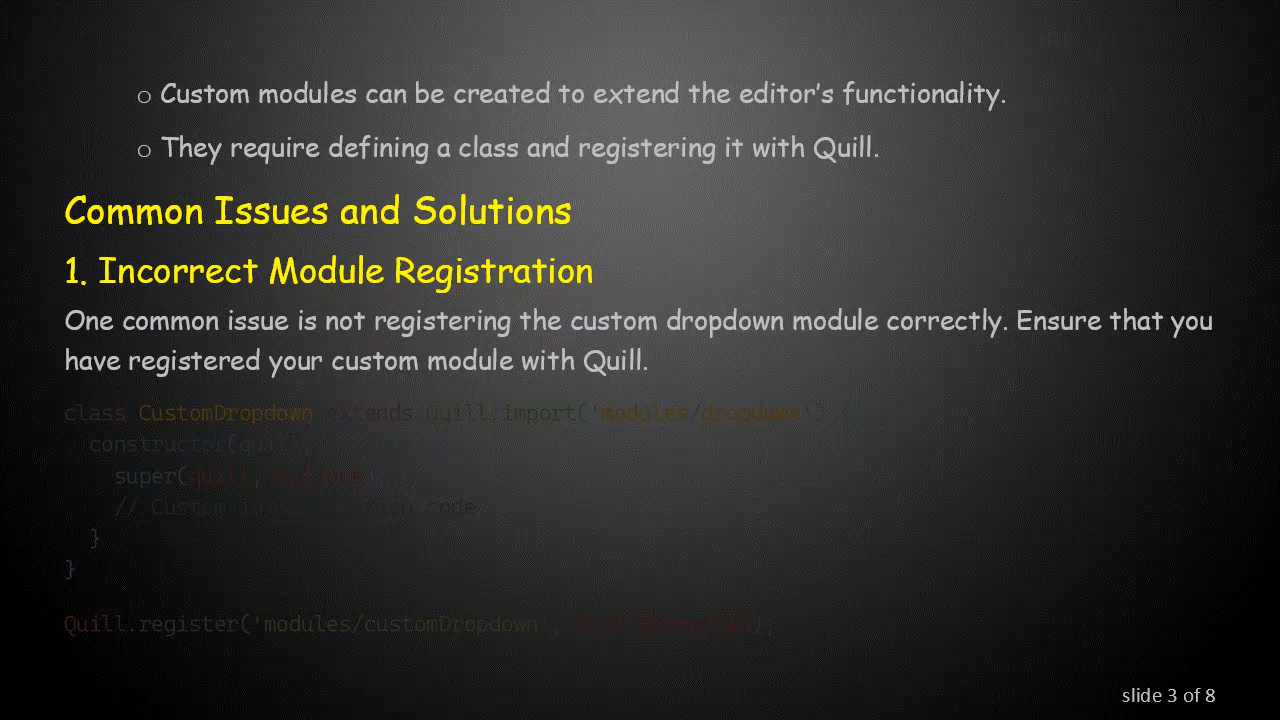 o Custom modules can be created to extend the editor's functionality.
o They require defining a class and registering it with Quill.
Common Issues and Solutions
1. Incorrect Module Registration
One common issue is not registering the custom dropdown module correctly. Ensure that you
have registered your custom module with Quill.
class CustomDropdown extends Quill.import('modules/dropdown')
constructor(quill,
super(quill, options
// Custom code
}
}
Quill.register('modules/customDropdown',
slide 3 of 8